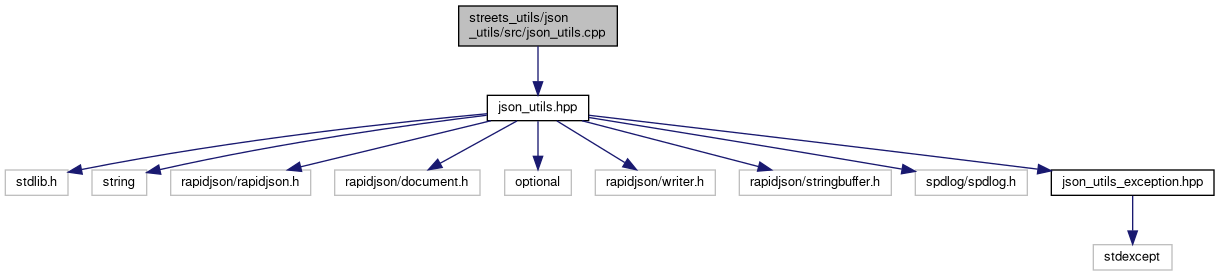 streets_utils/json
_utils/src/json_utils.cpp
json_utils.hpp
stdlib.h
string
rapidjson/rapidjson.h
rapidjson/document.h
optional
rapidjson/writer.h
rapidjson/stringbuffer.h
spdlog/spdlog.h
json_utils_exception.hpp
stdexcept